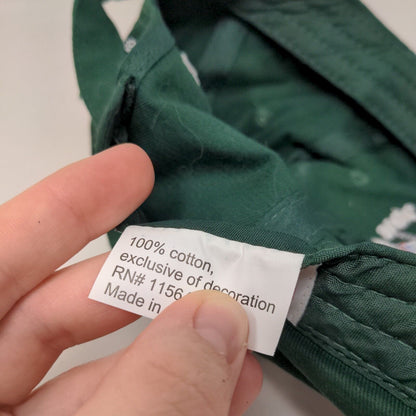 100% cotton,
exclusive of decoration
RN# 1156
Made in